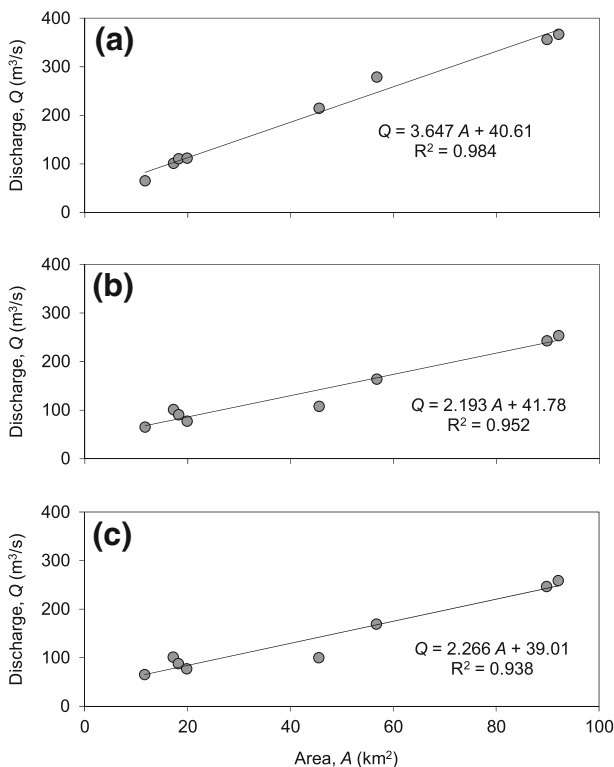 (a)
Discharge, Q (m³/s)
400
300
200
100
0
Q = 3.647 A + 40.61
R² = 0.984
(b)
Discharge, Q (m³/s)
400
300
200
100
0
Q = 2.193 A + 41.78
R² = 0.952
(c)
Discharge, Q (m³/s)
400
300
200
100
0
Q = 2.266 A + 39.01
R² = 0.938
0 20 40 60 80 100
Area, A (km²)